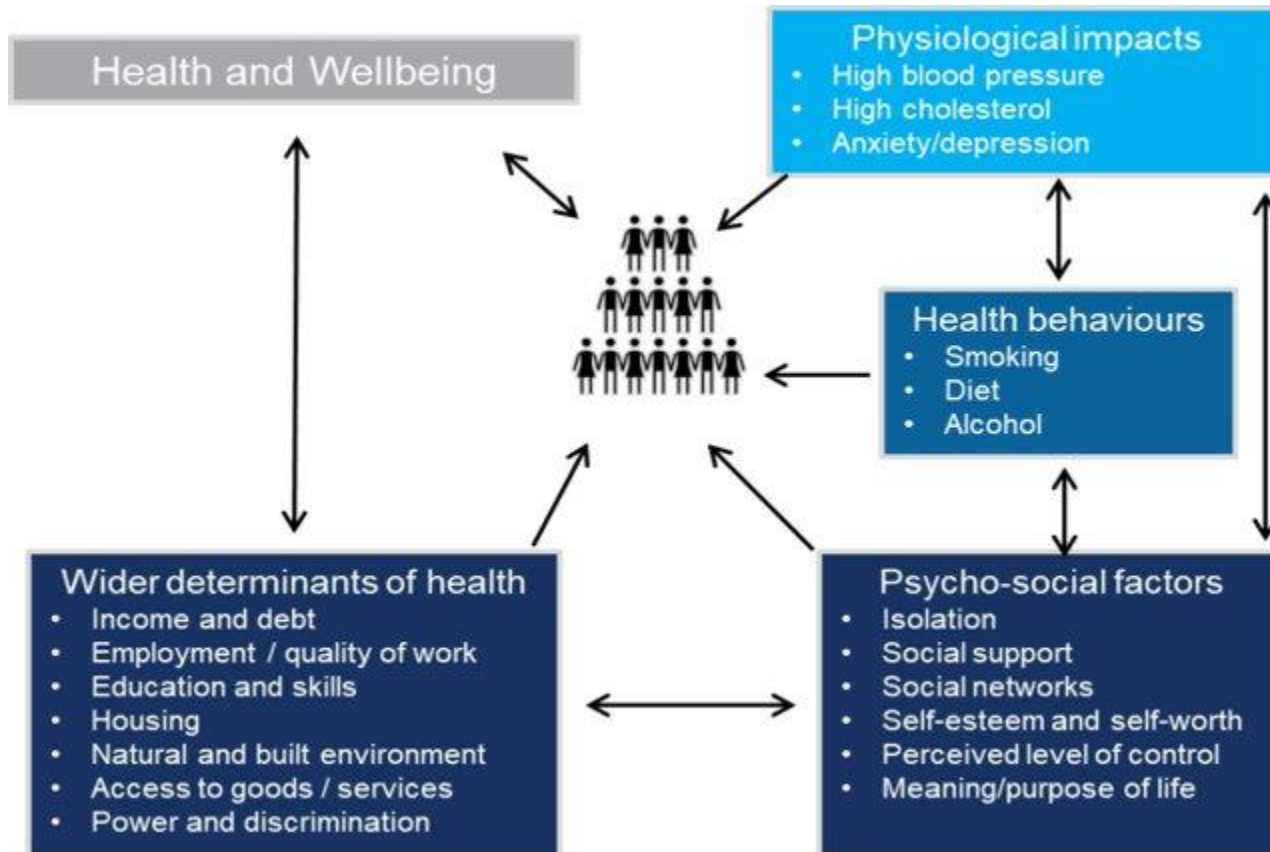 Health and Wellbeing
Physiological impacts
• High blood pressure
• High cholesterol
• Anxiety/depression
Health behaviours
• Smoking
• Diet
• Alcohol
Wider determinants of health
• Income and debt
• Employment / quality of work
• Education and skills
• Housing
• Natural and built environment
• Access to goods / services
• Power and discrimination
Psycho-social factors
• Isolation
• Social support
• Social networks
• Self-esteem and self-worth
• Perceived level of control
• Meaning/purpose of life